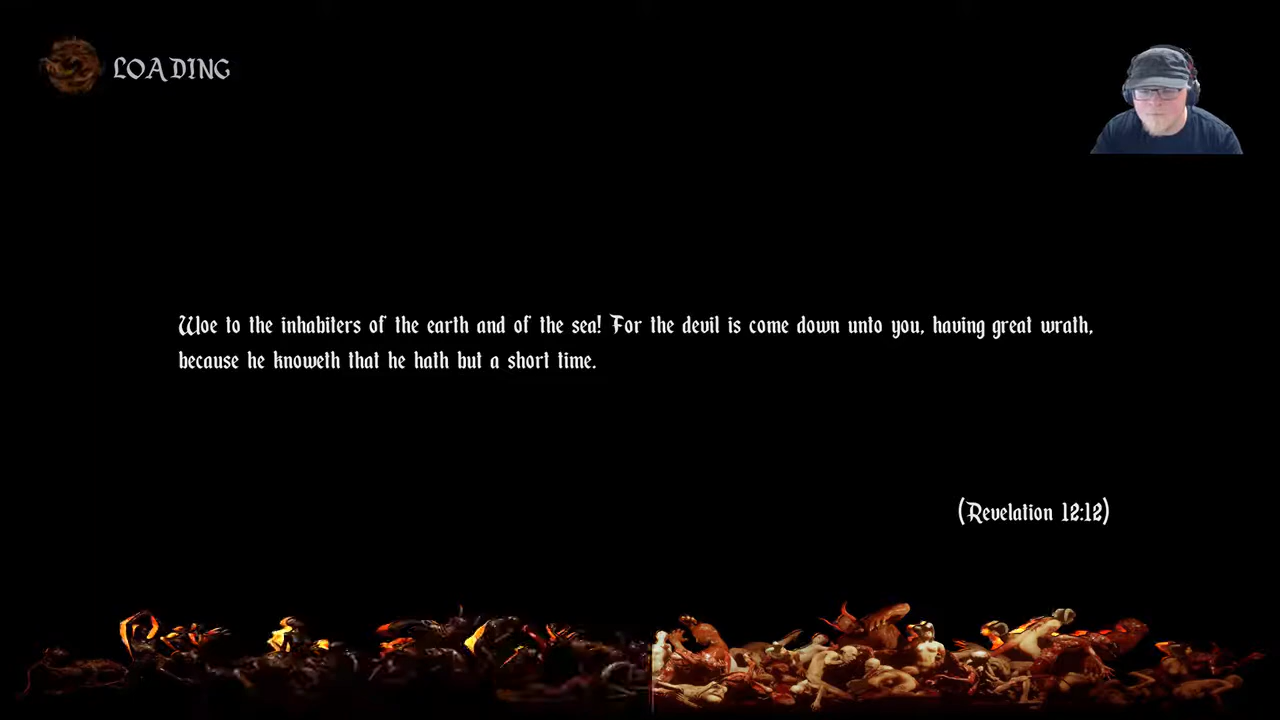 LOADING
Woe to the inhabiters of the earth and of the sea! For the devil is come down unto you, having great wrath,
because he knoweth that he hath but a short time.
(Revelation 12:12)